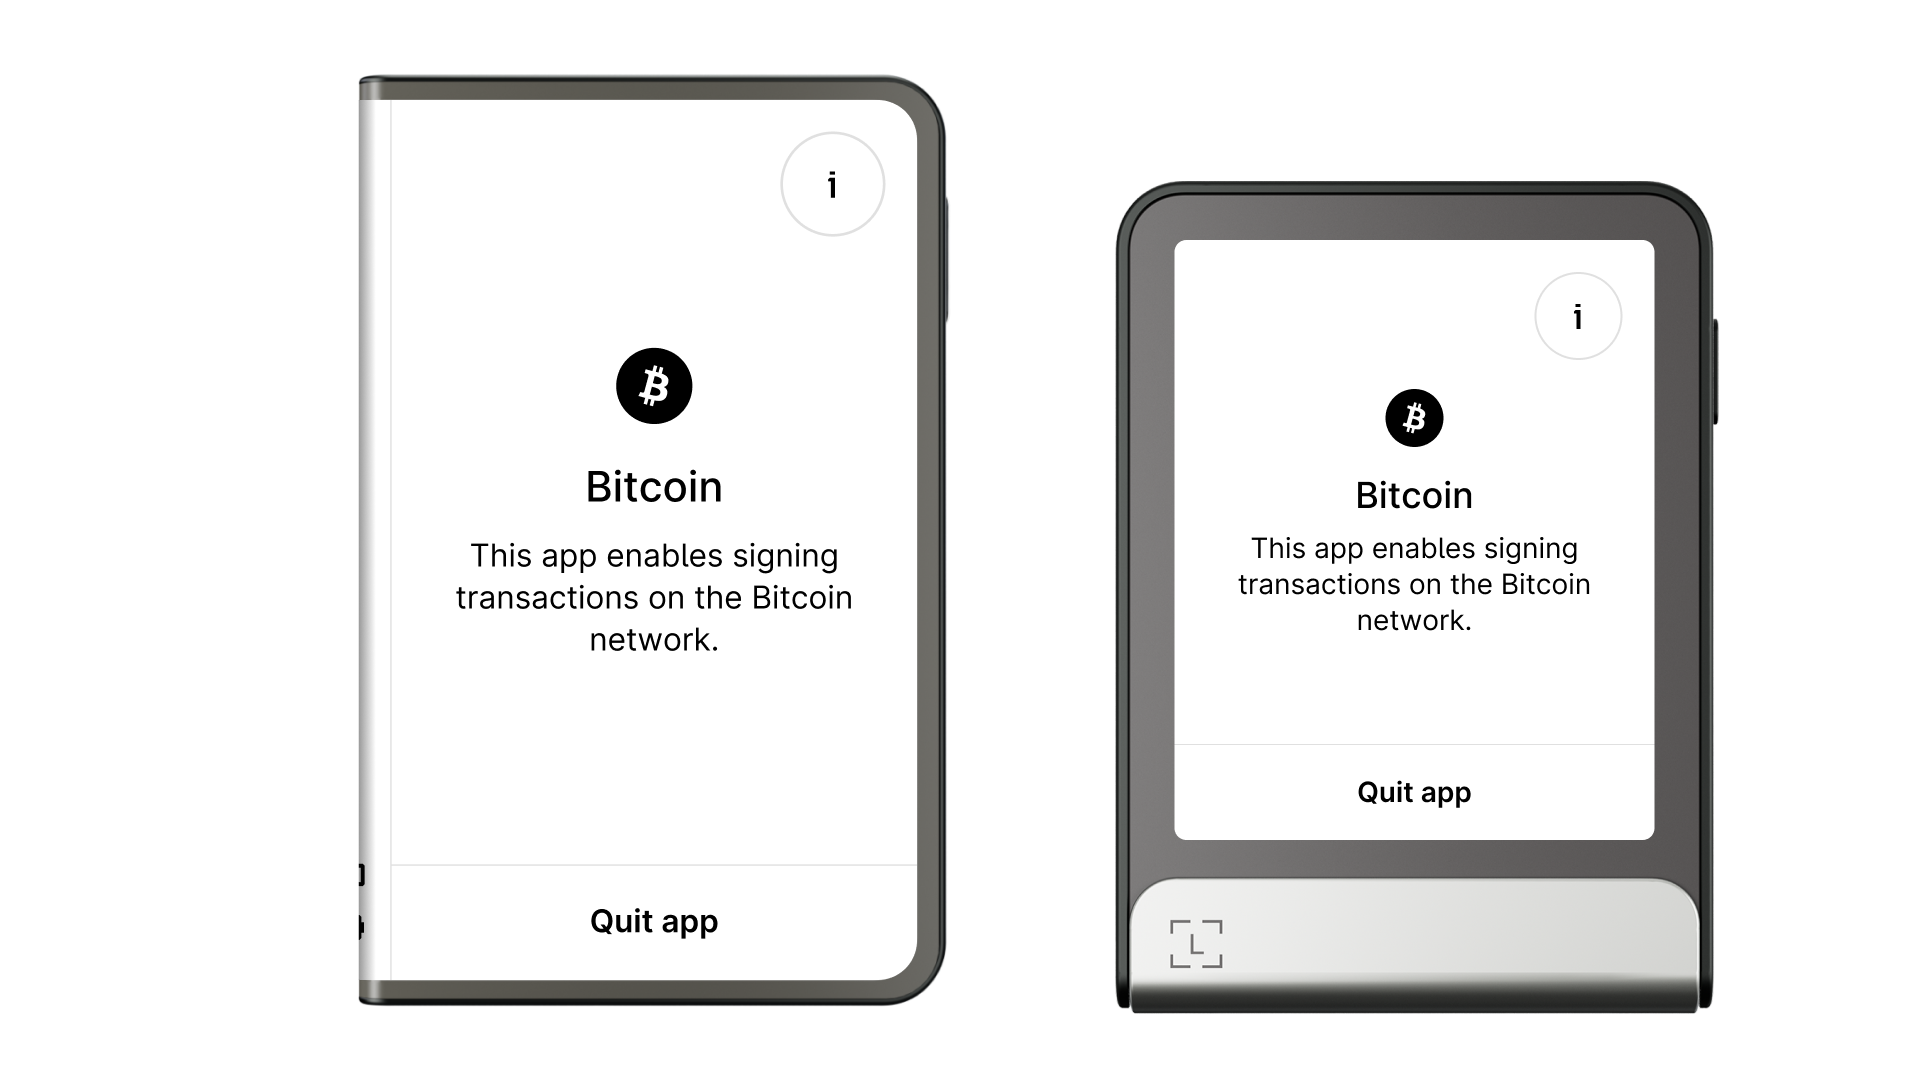 i
Bitcoin
This app enables signing
transactions on the Bitcoin
network.
Quit app
i
Bitcoin
This app enables signing
transactions on the Bitcoin
network.
Quit app
L